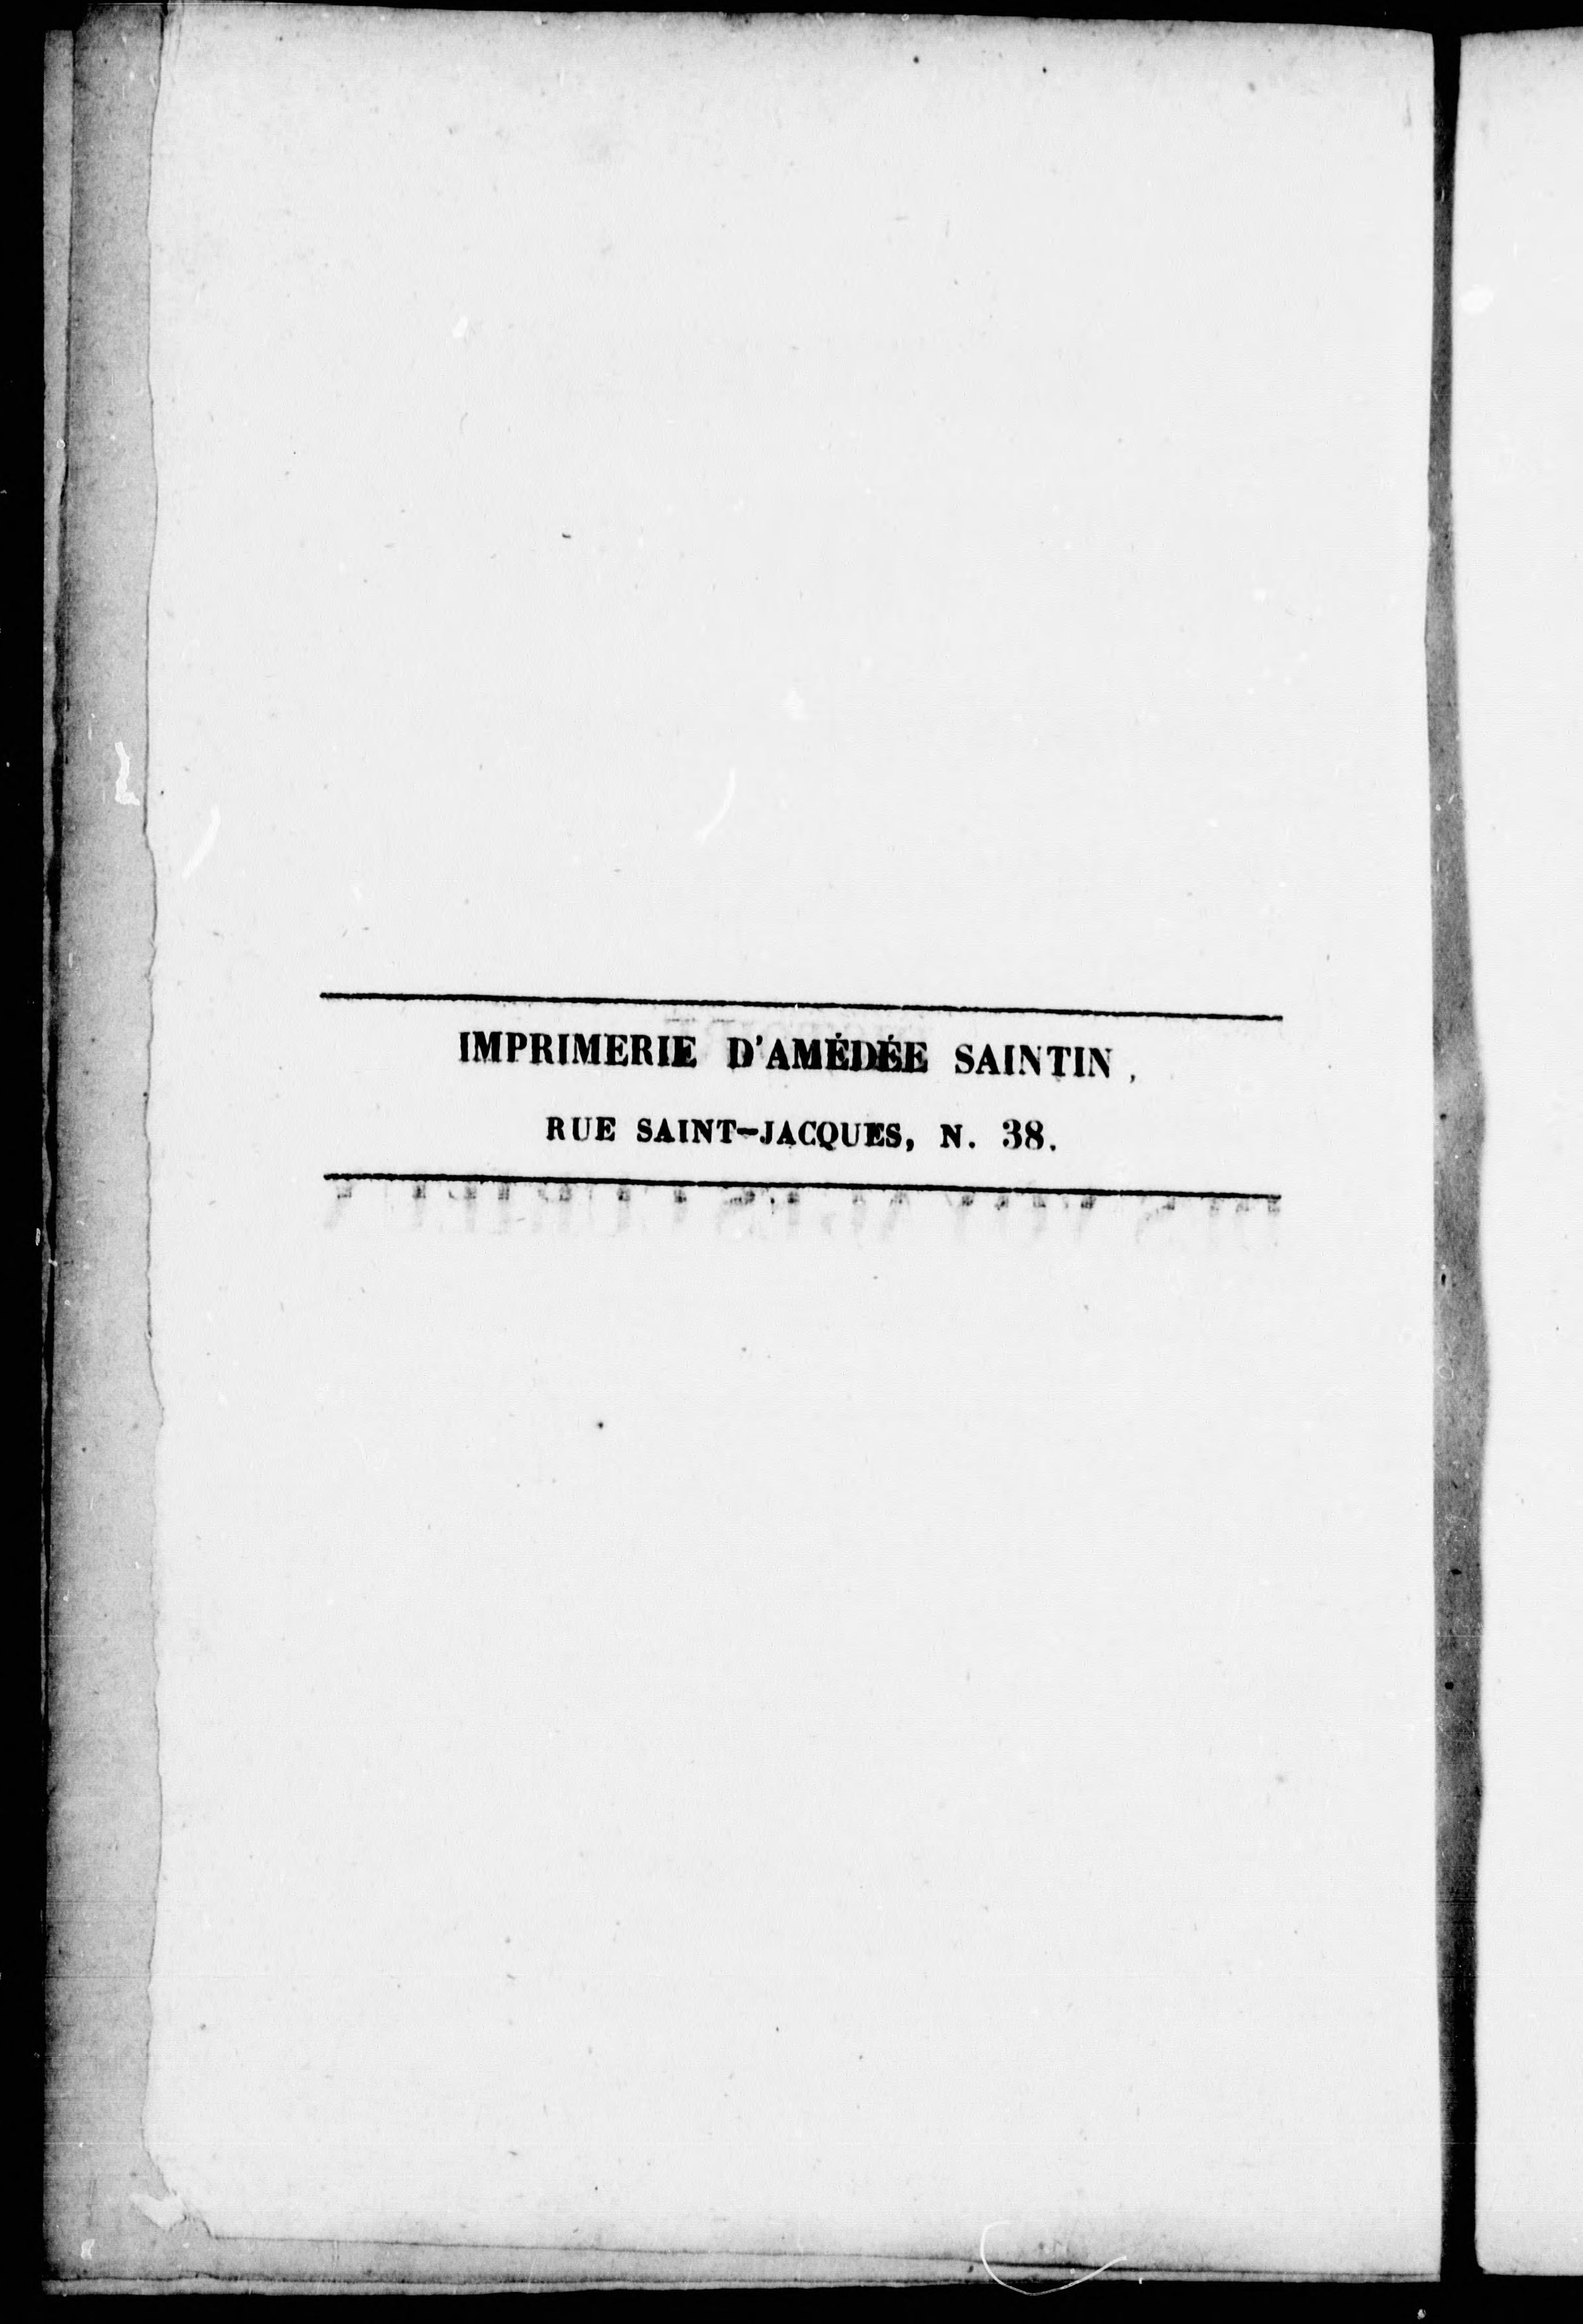 IMPRIMERIE D'AMÉDÉE SAINTIN,
RUE SAINT-JACQUES, N. 38.